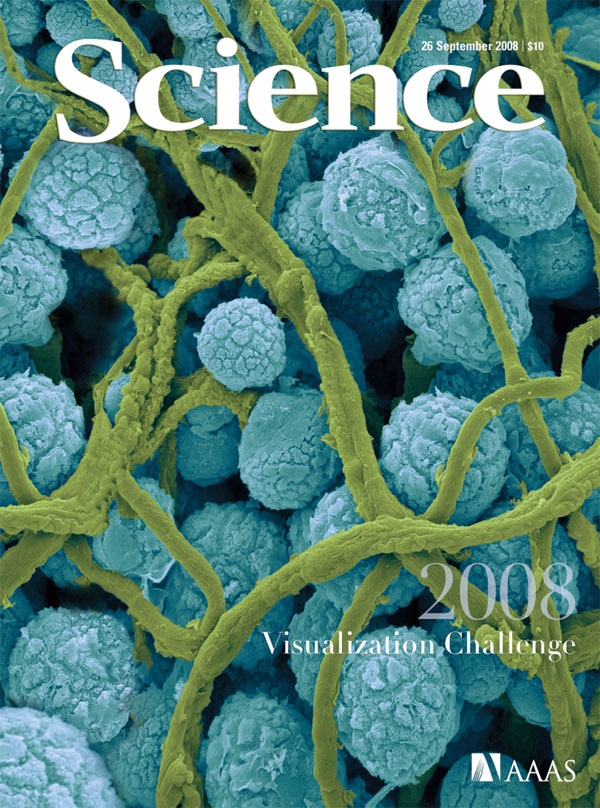 26 September 2008 | $10
Science
2008
Visualization Challenge
AAAS